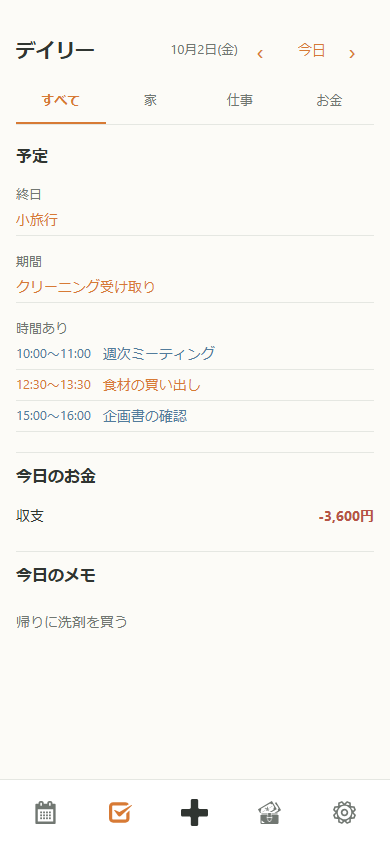 デイリー
10月2日(金)
‹
今日
›
すべて
家
仕事
お金
予定
終日
小旅行
期間
クリーニング受け取り
時間あり
10:00〜11:00 週次ミーティング
12:30〜13:30 食材の買い出し
15:00〜16:00 企画書の確認
今日のお金
収支 -3,600円
今日のメモ
帰りに洗剤を買う